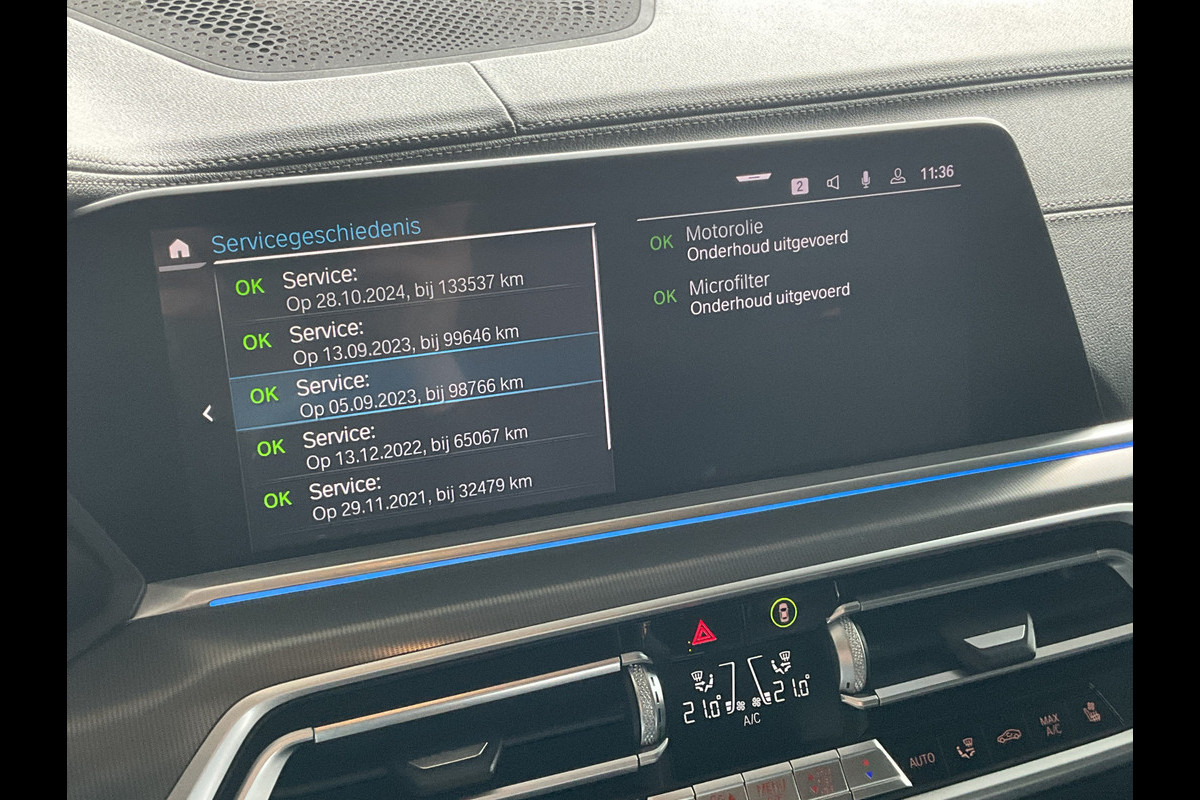 2
11:36
Servicegeschiedenis
OK
Service:
Op 28.10.2024, bij 133537 km
OK
Service:
Op 13.09.2023, bij 99646 km
OK
Service:
Op 05.09.2023, bij 98766 km
OK
Service:
Op 13.12.2022, bij 65067 km
OK
Service:
Op 29.11.2021, bij 32479 km
OK
Motorolie
Onderhoud uitgevoerd
OK
Microfilter
Onderhoud uitgevoerd
21.0°
21.0°
A/C
AUTO
MAX
A/C
MENU